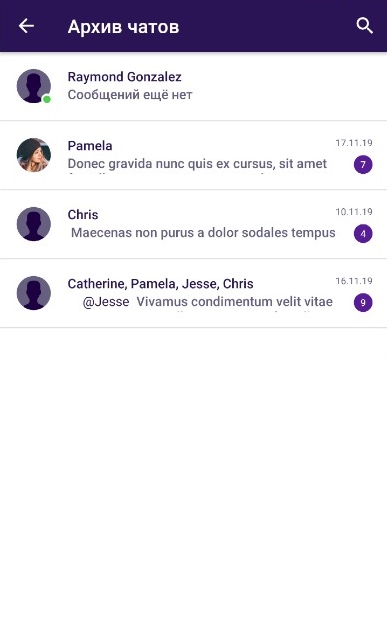 Архив чатов
Raymond Gonzalez
Сообщений ещё нет
Pamela
17.11.19
Donec gravida nunc quis ex cursus, sit amet
7
Chris
10.11.19
Maecenas non purus a dolor sodales tempus
4
Catherine, Pamela, Jesse, Chris
16.11.19
@Jesse Vivamus condimentum velit vitae
9